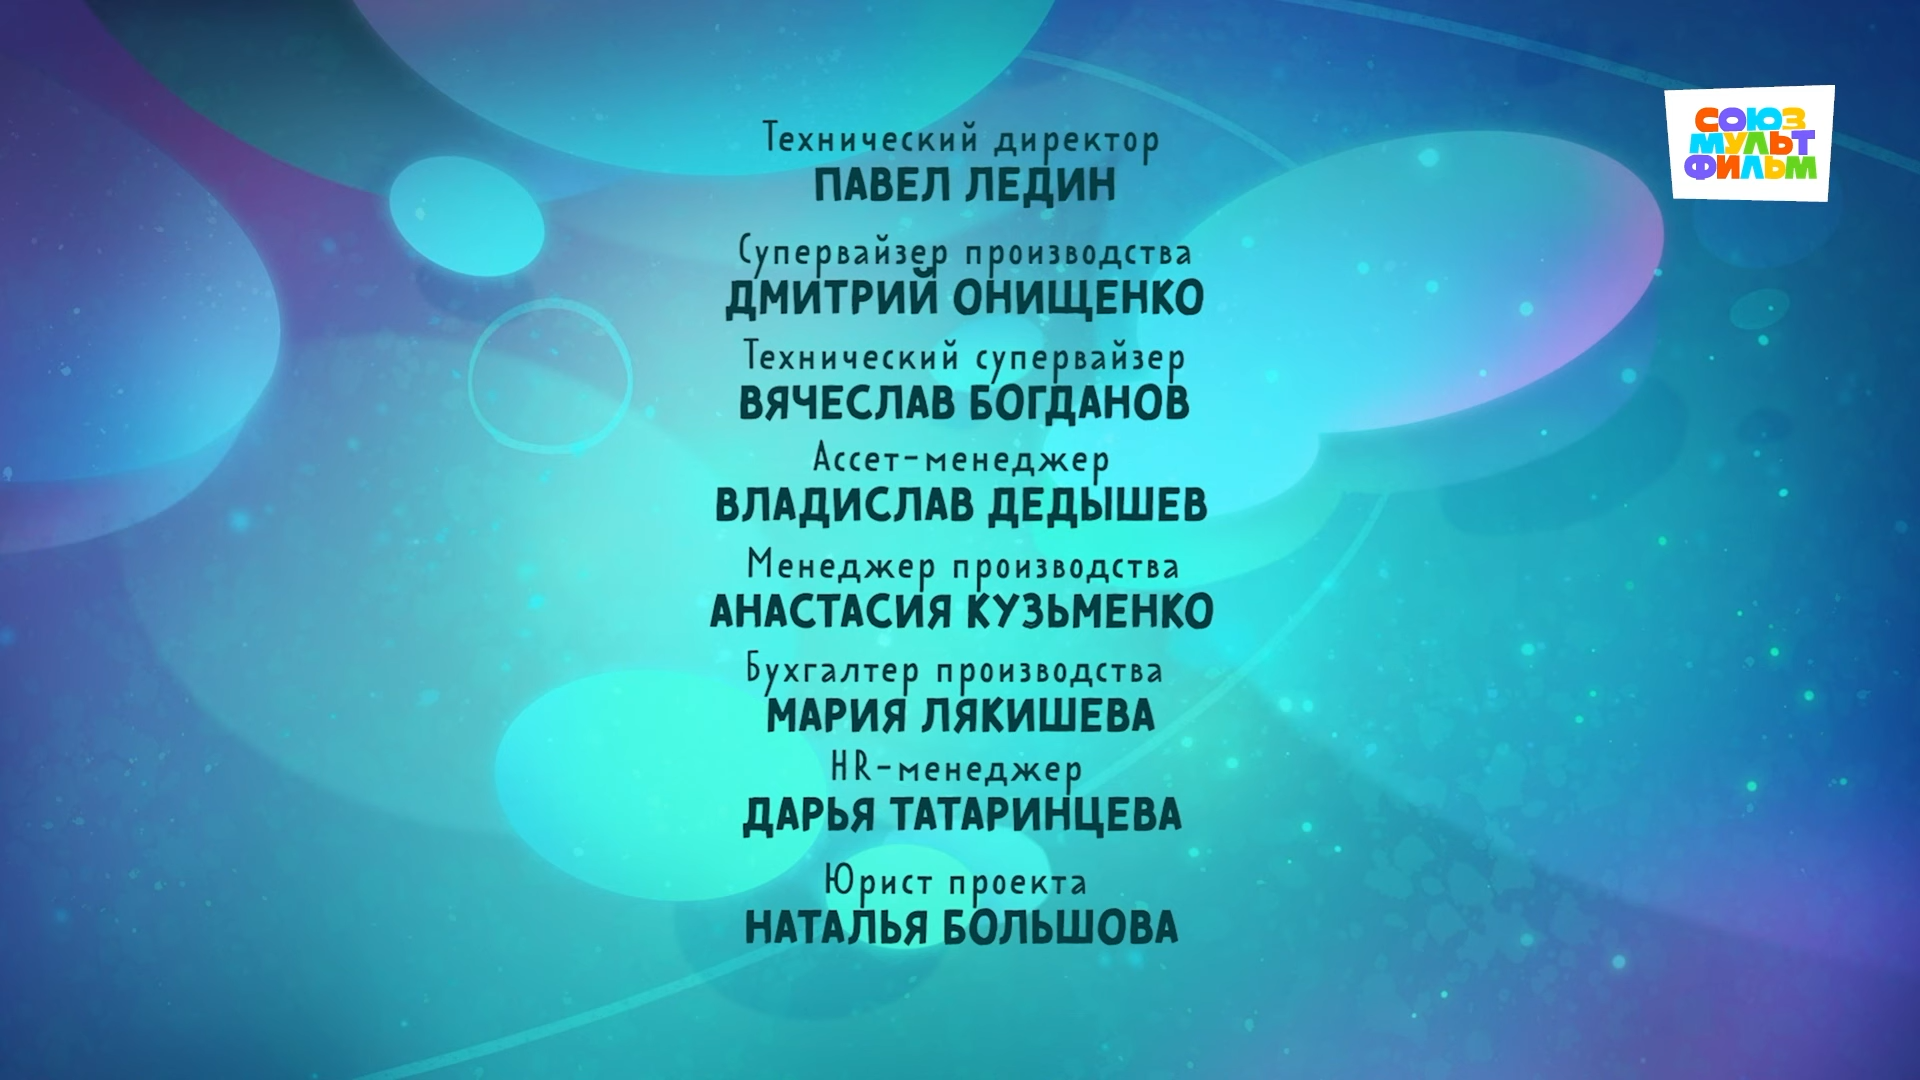 Технический директор
ПАВЕЛ ЛЕДИН
Супервайзер производства
ДМИТРИЙ ОНИЩЕНКО
Технический супервайзер
ВЯЧЕСЛАВ БОГДАНОВ
Ассет-менеджер
ВЛАДИСЛАВ ДЕДЫШЕВ
Менеджер производства
АНАСТАСИЯ КУЗЬМЕНКО
Бухгалтер производства
МАРИЯ ЛЯКИШЕВА
HR-менеджер
ДАРЬЯ ТАТАРИНЦЕВА
Юрист проекта
НАТАЛЬЯ БОЛЬШОВА
СОЮЗ
МУЛЬТ
ФИЛЬМ